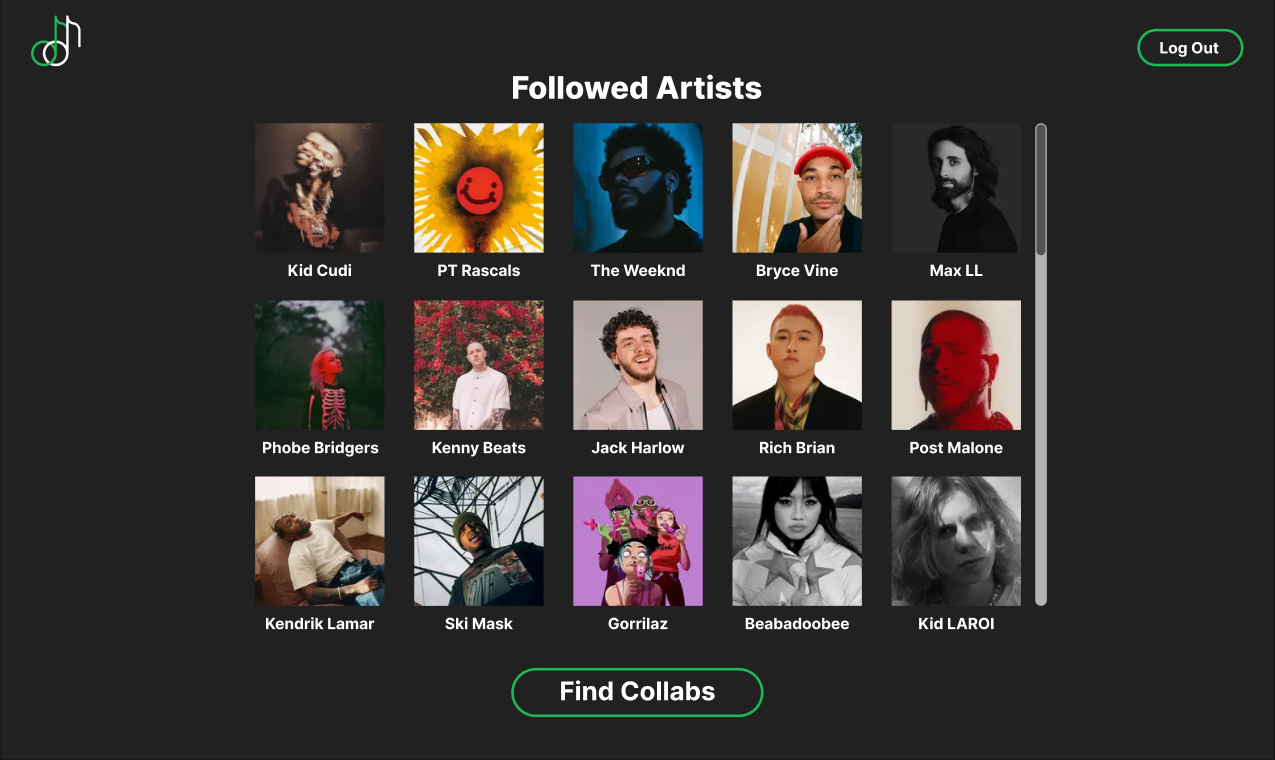 Log Out
Followed Artists
Kid Cudi
PT Rascals
The Weeknd
Bryce Vine
Max LL
Phobe Bridgers
Kenny Beats
Jack Harlow
Rich Brian
Post Malone
Kendrik Lamar
Ski Mask
Gorrilaz
Beabadoobee
Kid LAROI
Find Collabs